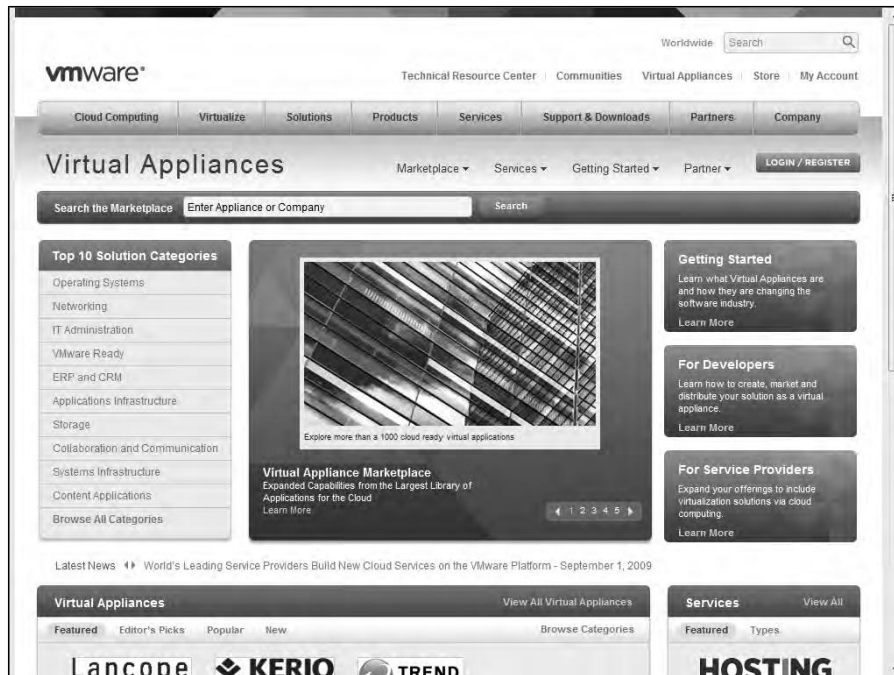 Worldwide Search
vmware®
Technical Resource Center Communities Virtual Appliances Store My Account
Cloud Computing Virtualize Solutions Products Services Support & Downloads Partners Company
Virtual Appliances
Marketplace Services Getting Started Partner LOGIN / REGISTER
Search the Marketplace Enter Appliance or Company Search
Top 10 Solution Categories
Operating Systems
Networking
IT Administration
VMware Ready
ERP and CRM
Applications Infrastructure
Storage
Collaboration and Communication
Systems Infrastructure
Content Applications
Browse All Categories
Explore more than a 1000 cloud ready virtual applications
Virtual Appliance Marketplace
Expanded Capabilities from the Largest Library of
Applications for the Cloud
Learn More
1 2 3 4 5
Getting Started
Learn what Virtual Appliances are
and how they are changing the
software industry.
Learn More
For Developers
Learn how to create, market and
distribute your solution as a virtual
appliance.
Learn More
For Service Providers
Expand your offerings to include
virtualization solutions via cloud
computing.
Learn More
Latest News World's Leading Service Providers Build New Cloud Services on the VMware Platform - September 1, 2009
Virtual Appliances View All Virtual Appliances
Featured Editor's Picks Popular New Browse Categories
Lancope KERIO TREND
Services View All
Featured Types
HOSTING